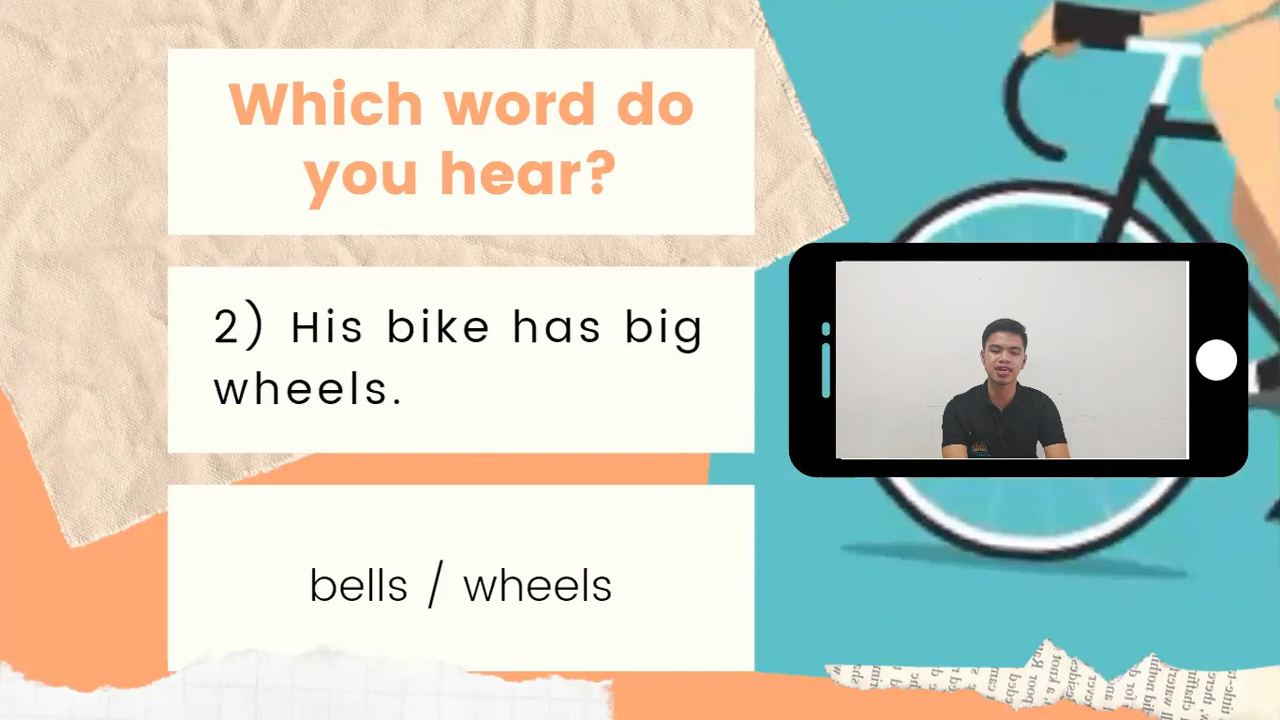 Which word do
you hear?
2) His bike has big
wheels.
bells / wheels